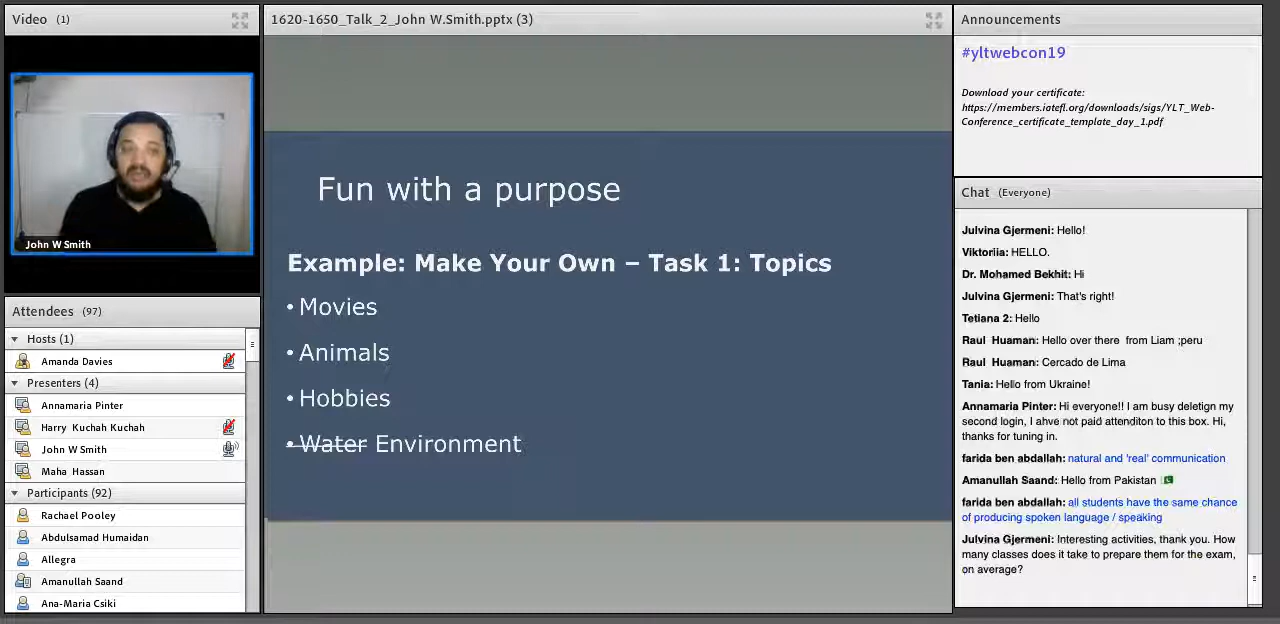 Video (1)
John W Smith
Attendees (97)
Hosts (1)
Amanda Davies
Presenters (4)
Annamaria Pinter
Harry Kuchah Kuchah
John W Smith
Maha Hassan
Participants (92)
Rachael Pooley
Abdulsamad Humaidan
Allegra
Amanullah Saand
Ana-Maria Csiki
1620-1650_Talk_2_John W.Smith.pptx (3)
Fun with a purpose
Example: Make Your Own – Task 1: Topics
• Movies
• Animals
• Hobbies
• Water Environment
Announcements
#yltwebcon19
Download your certificate:
https://members.iatefl.org/downloads/sigs/YLT_Web-
Conference_certificate_template_day_1.pdf
Chat (Everyone)
Julvina Gjermeni: Hello!
Viktoriia: HELLO.
Dr. Mohamed Bekhit: Hi
Julvina Gjermeni: That's right!
Tetiana 2: Hello
Raul Huaman: Hello over there from Liam ;peru
Raul Huaman: Cercado de Lima
Tania: Hello from Ukraine!
Annamaria Pinter: Hi everyone!! I am busy deletign my
second login, I ahve not paid attenditon to this box. Hi,
thanks for tuning in.
farida ben abdallah: natural and 'real' communication
Amanullah Saand: Hello from Pakistan 🇵🇰
farida ben abdallah: all students have the same chance
of producing spoken language / speaking
Julvina Gjermeni: Interesting activities, thank you. How
many classes does it take to prepare them for the exam,
on average?